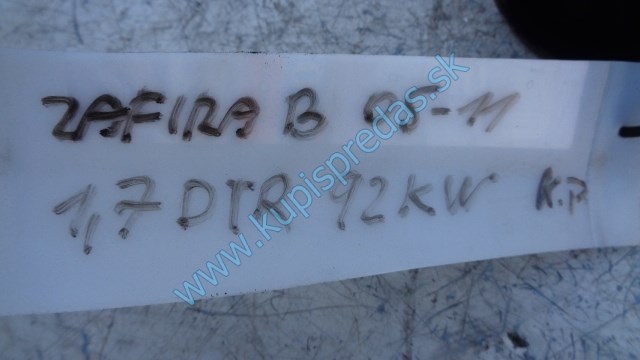 ZAFIRA B 05-11
1,7 DTR 92KW K.P
www.kupispredas.sk